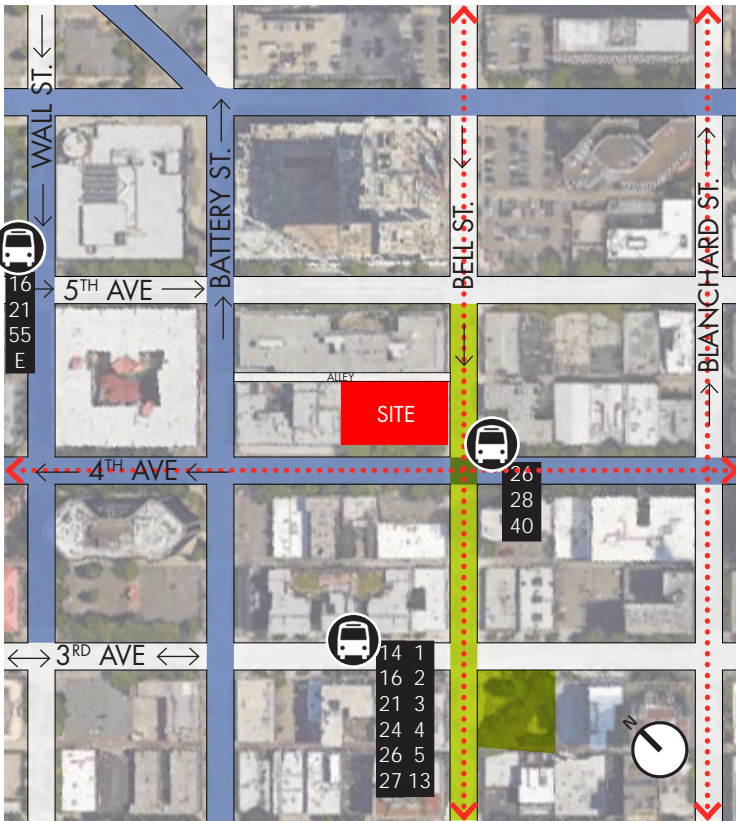 WALL ST.
BATTERY ST.
BELL ST.
BLANCHARD ST.
16
21
55
E
5TH AVE
ALLEY
SITE
4TH AVE
26
28
40
3RD AVE
14 1
16 2
21 3
24 4
26 5
27 13
N